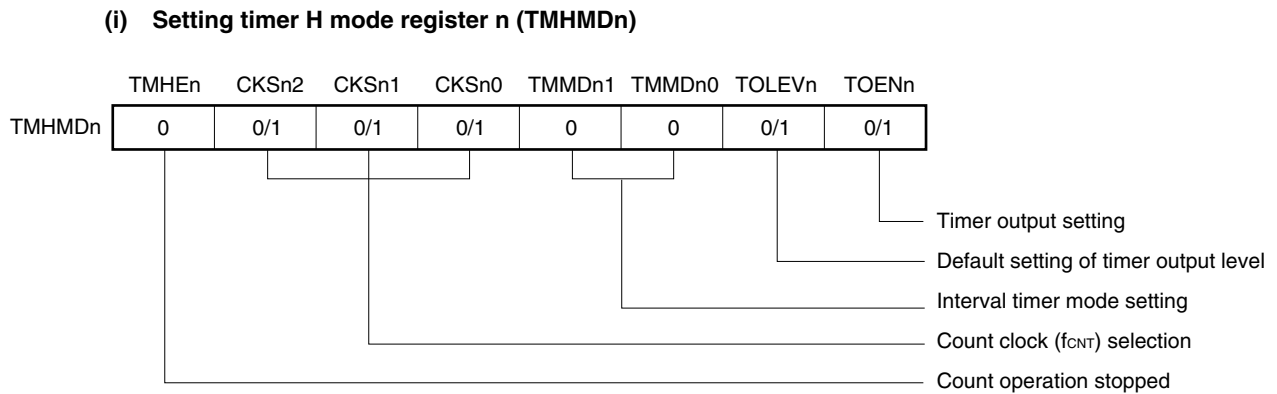 (i) Setting timer H mode register n (TMHMDn)
TMHEn CKSn2 CKSn1 CKSn0 TMMDn1 TMMDn0 TOLEVn TOENn
TMHMDn 0 0/1 0/1 0/1 0 0 0/1 0/1
Timer output setting
Default setting of timer output level
Interval timer mode setting
Count clock (fCNT) selection
Count operation stopped